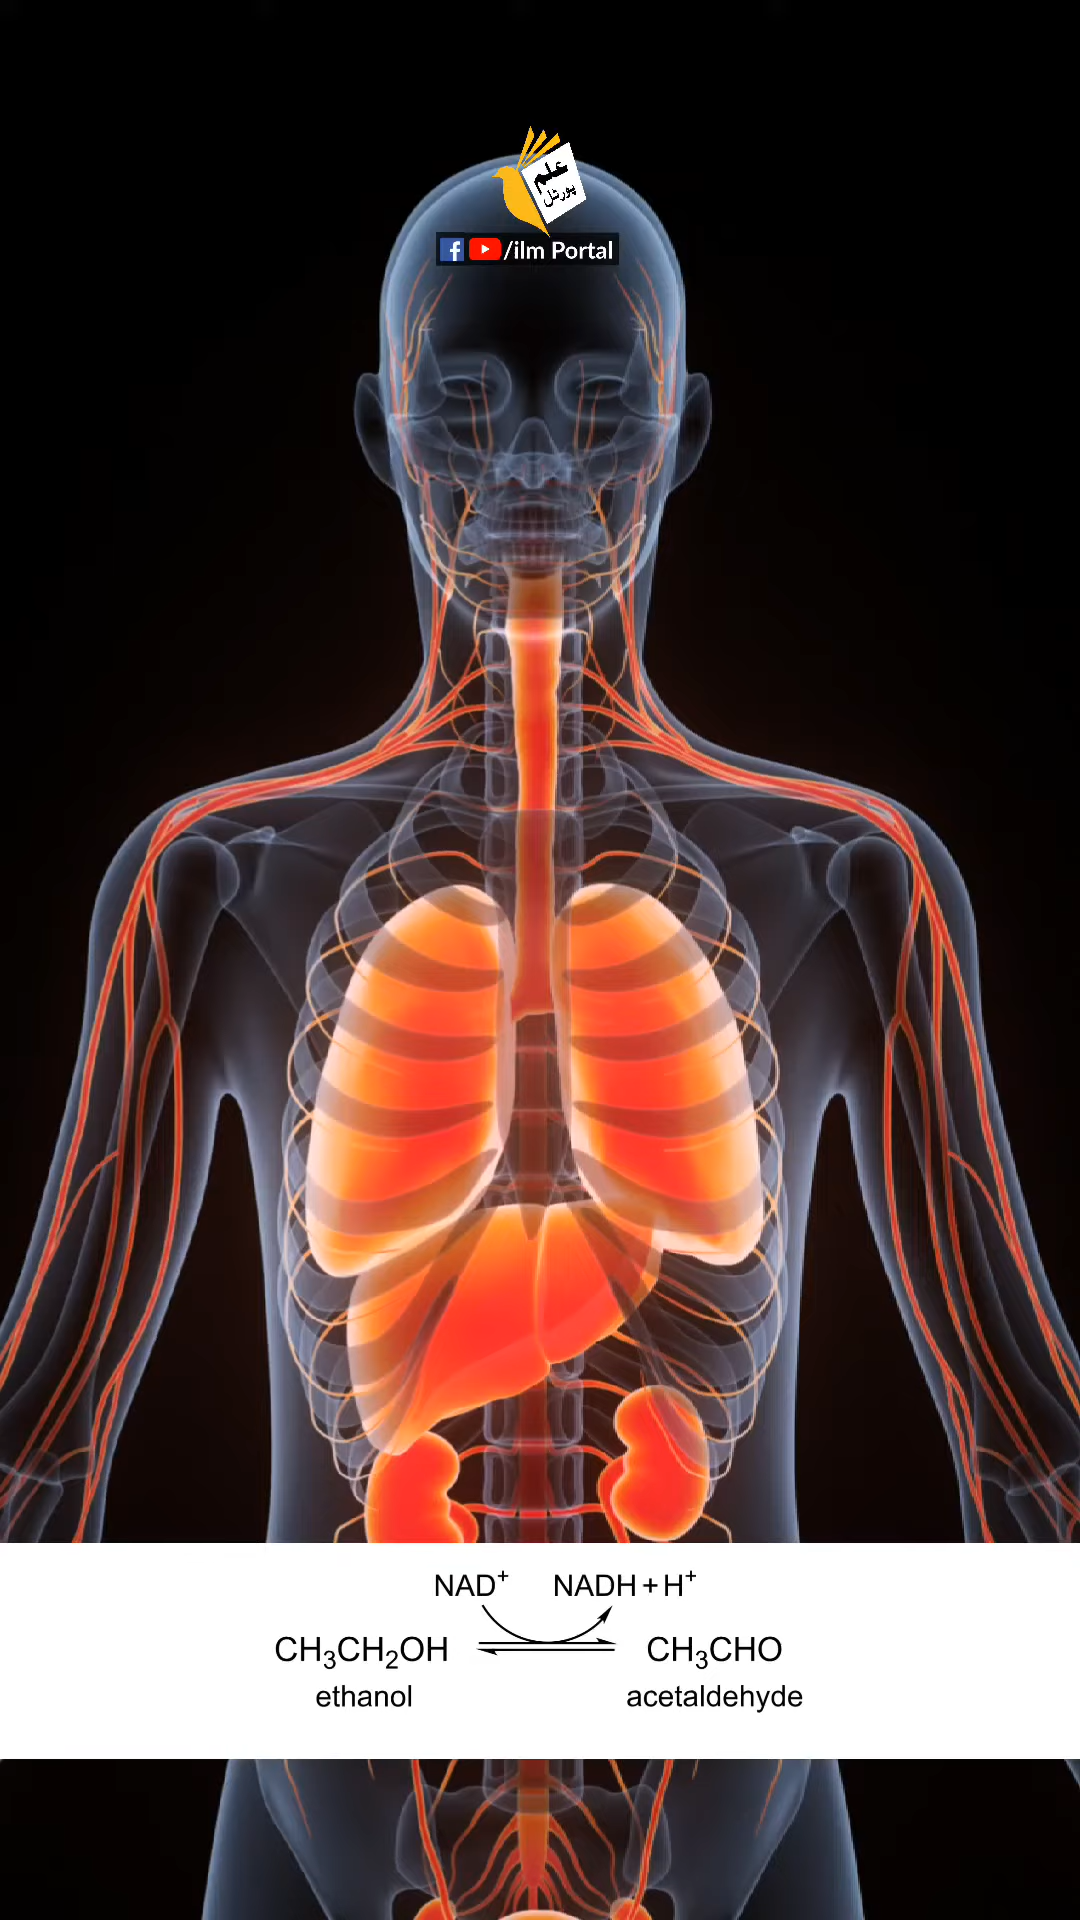 علم
پورٹل
/ilm Portal
NAD⁺ NADH + H⁺
CH₃CH₂OH CH₃CHO
ethanol acetaldehyde